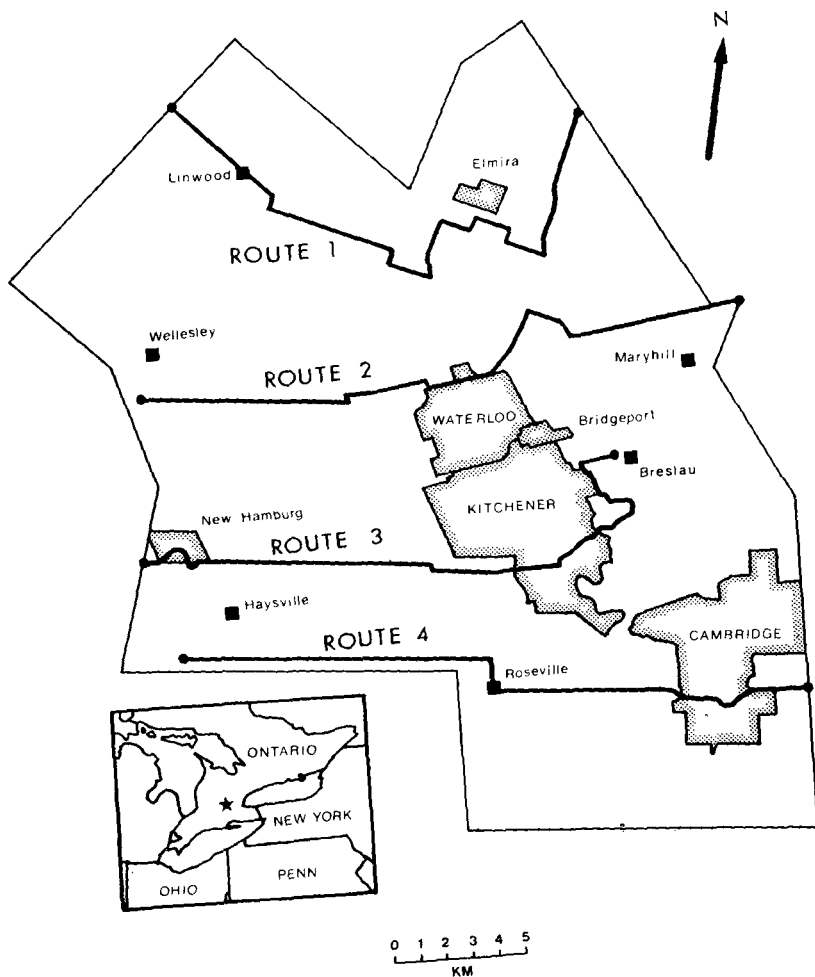 N
Linwood
Elmira
ROUTE 1
Wellesley
ROUTE 2
Maryhill
WATERLOO
Bridgeport
Breslau
KITCHENER
New Hamburg
ROUTE 3
Haysville
ROUTE 4
CAMBRIDGE
Roseville
ONTARIO
NEW YORK
PENN
OHIO
0 1 2 3 4 5
KM